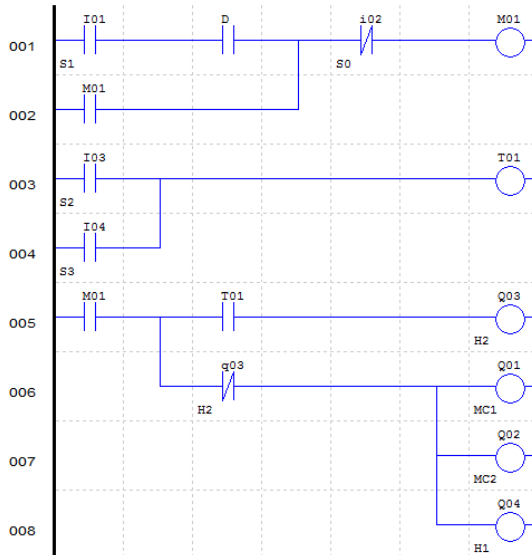 I01 D i02 M01
001
S1 S0
M01
002
I03 T01
003
S2
I04
004
S3
M01 T01 Q03
005
H2
q03 Q01
006
H2 MC1
Q02
007
MC2
Q04
008
H1